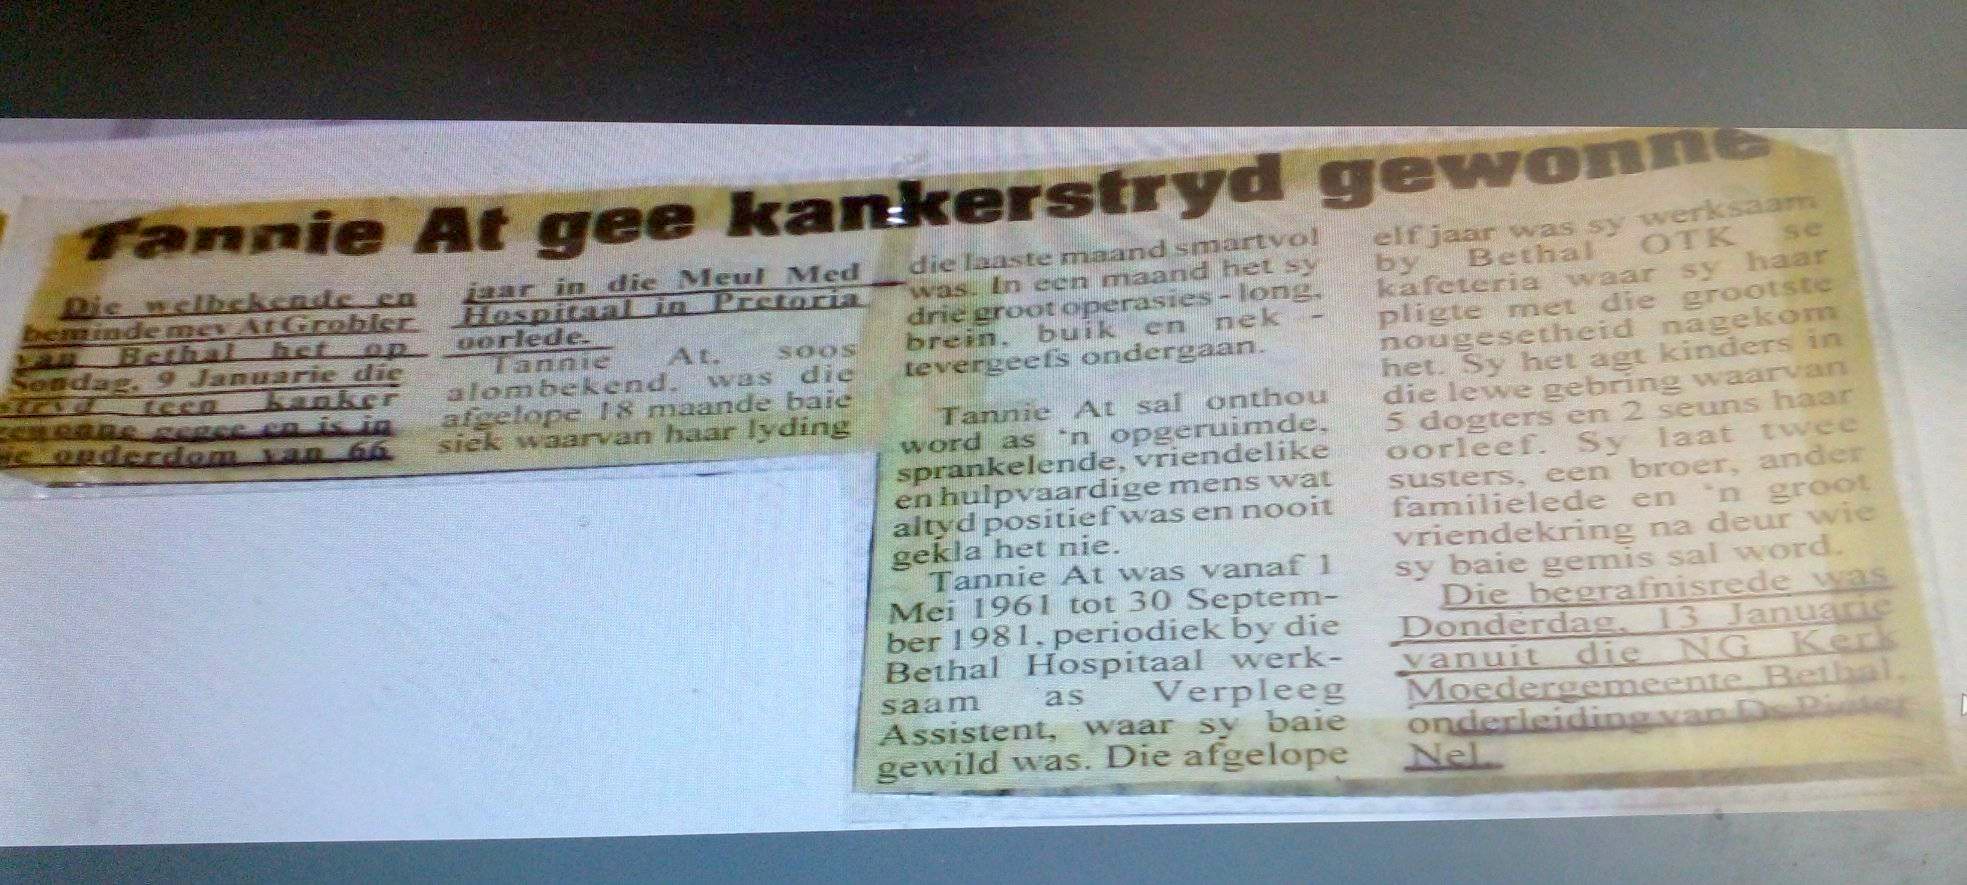 Tannie At gee kankerstryd gewonne
Die welbekende en
beminde mev At Grobler
van Bethal het op
Sondag, 9 Januarie die
stryd teen kanker
gewonne gegee en is in
die ouderdom van 66
jaar in die Meul Med
Hospitaal in Pretoria
oorlede.
Tannie At, soos
alombekend, was die
afgelope 18 maande baie
siek waarvan haar lyding
die laaste maand smartvol
was. In een maand het sy
drie groot operasies - long,
brein, buik en nek -
tevergeefs ondergaan.
Tannie At sal onthou
word as 'n opgeruimde,
sprankelende, vriendelike
en hulpvaardige mens wat
altyd positief was en nooit
gekla het nie.
Tannie At was vanaf 1
Mei 1961 tot 30 Septem-
ber 1981, periodiek by die
Bethal Hospitaal werk-
saam as Verpleeg
Assistent, waar sy baie
gewild was. Die afgelope
elf jaar was sy werksaam
by Bethal OTK se
kafeteria waar sy haar
pligte met die grootste
nougesetheid nagekom
het. Sy het agt kinders in
die lewe gebring waarvan
5 dogters en 2 seuns haar
oorleef. Sy laat twee
susters, een broer, ander
familielede en 'n groot
vriendekring na deur wie
sy baie gemis sal word.
Die begrafnisrede was
Donderdag, 13 Januarie
vanuit die NG Kerk
Moedergemeente Bethal,
onderleiding van Ds Pieter
Nel.